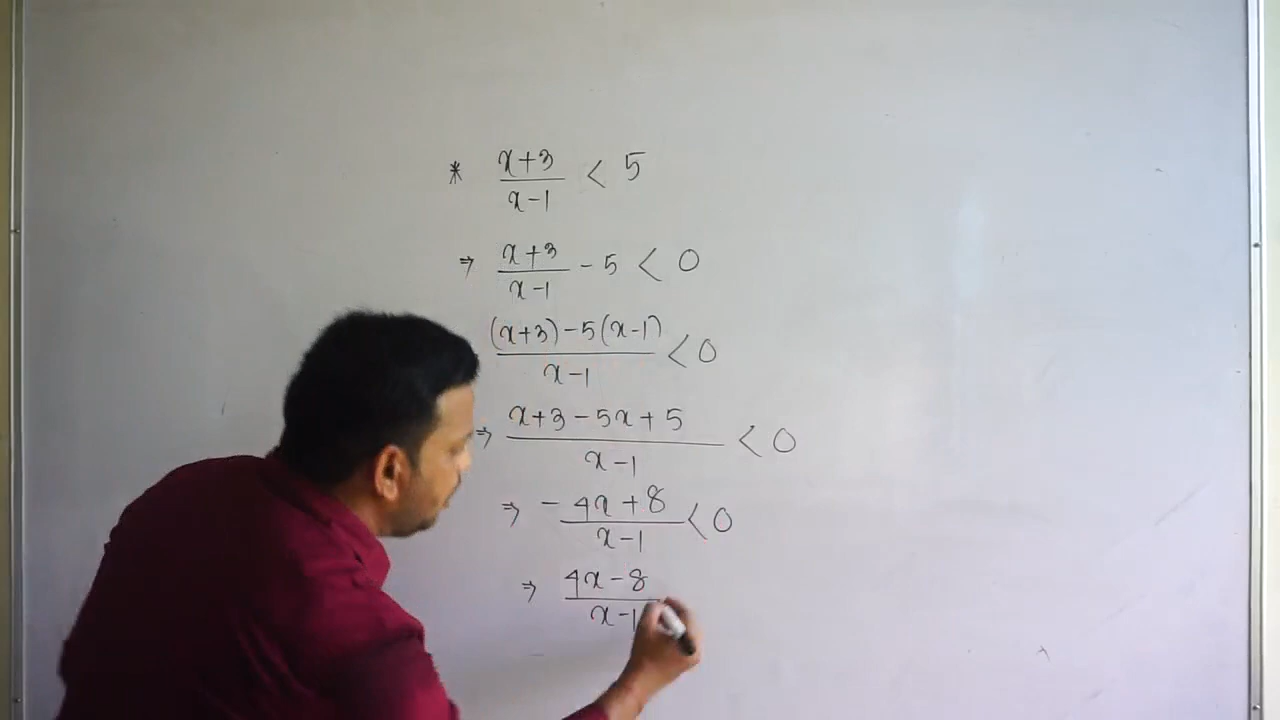 * x+3/x-1 < 5
⇒ x+3/x-1 - 5 < 0
(x+3)-5(x-1)/x-1 < 0
⇒ x+3-5x+5/x-1 < 0
⇒ -4x+8/x-1 < 0
⇒ 4x-8/x-1